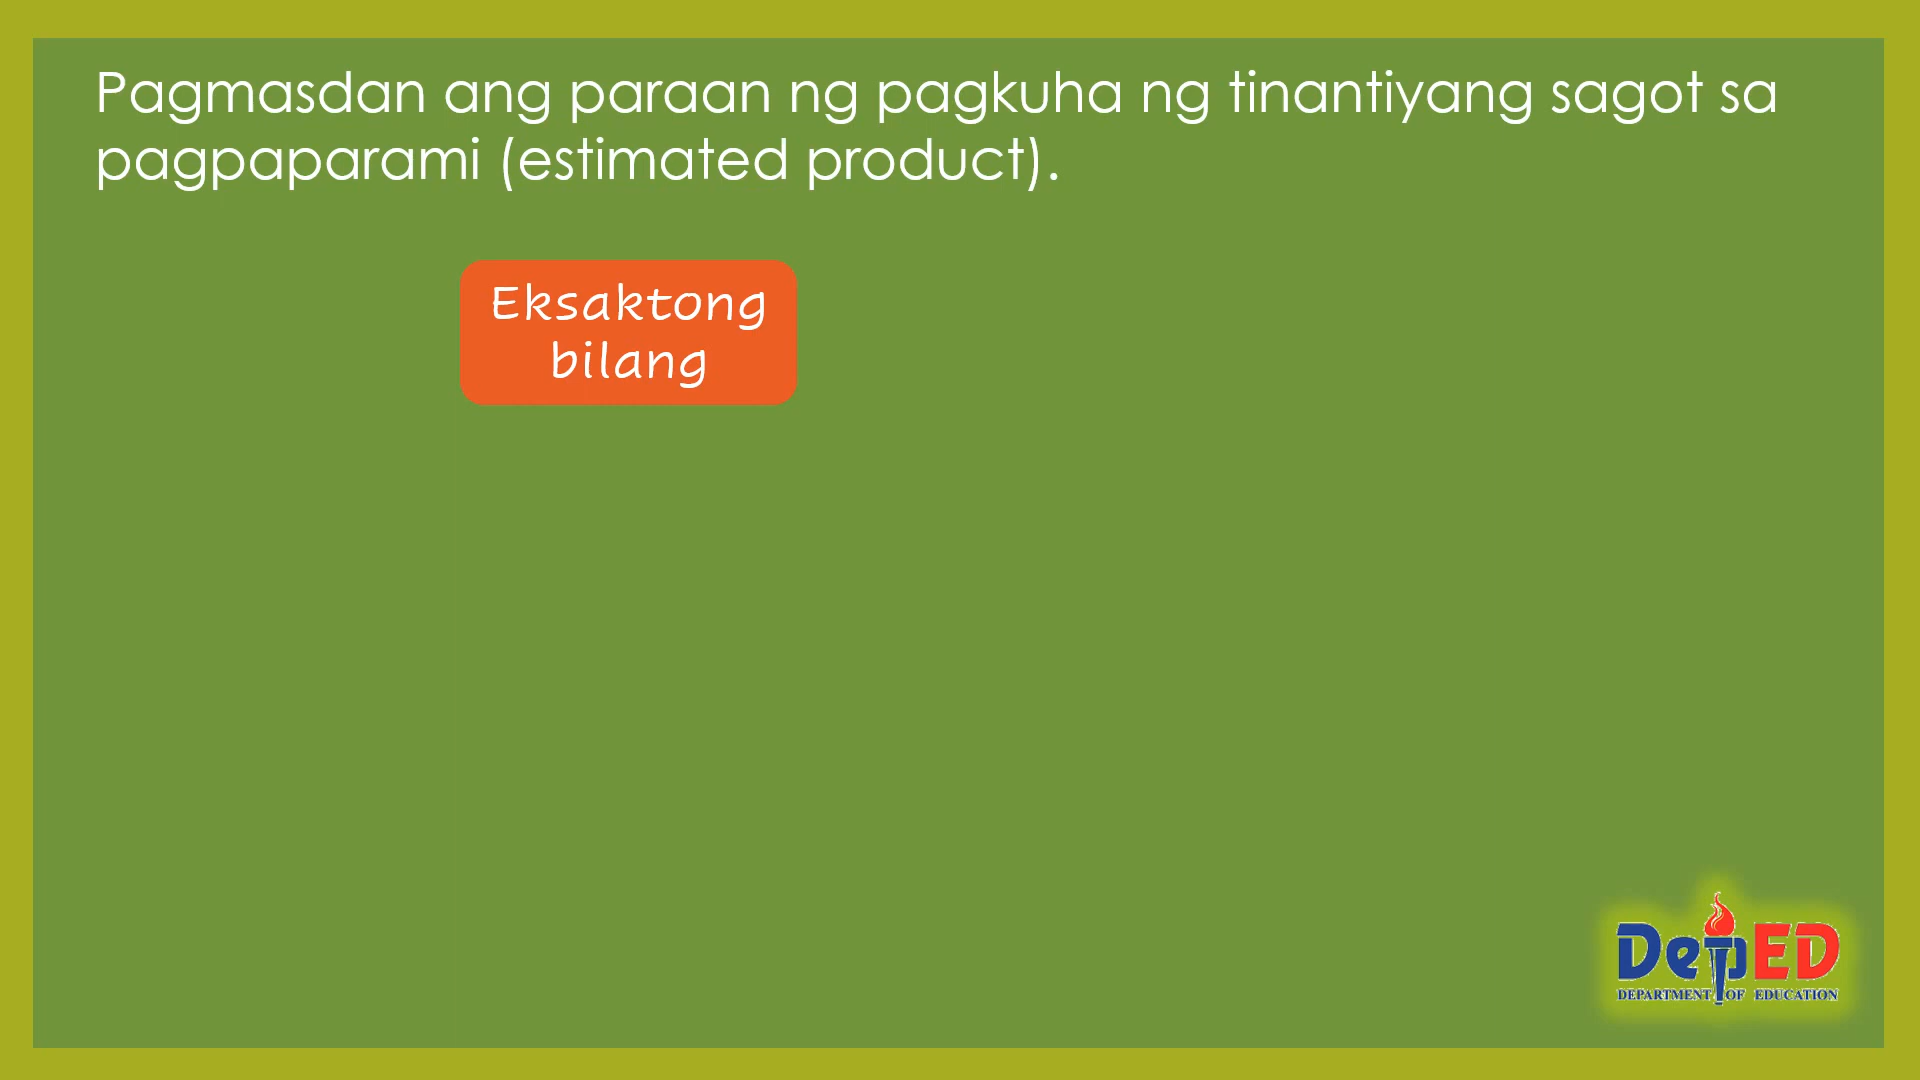 Pagmasdan ang paraan ng pagkuha ng tinantiyang sagot sa
pagpaparami (estimated product).
Eksaktong
bilang
DepED
DEPARTMENT OF EDUCATION